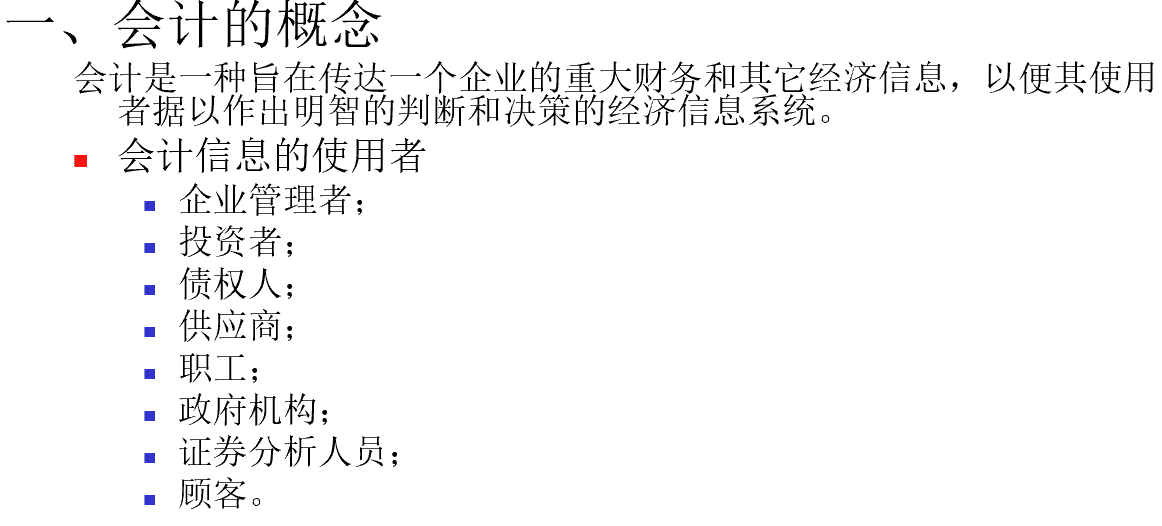 一、会计的概念
会计是一种旨在传达一个企业的重大财务和其它经济信息，以便其使用
者据以作出明智的判断和决策的经济信息系统。
会计信息的使用者
企业管理者；
投资者；
债权人；
供应商；
职工；
政府机构；
证券分析人员；
顾客。